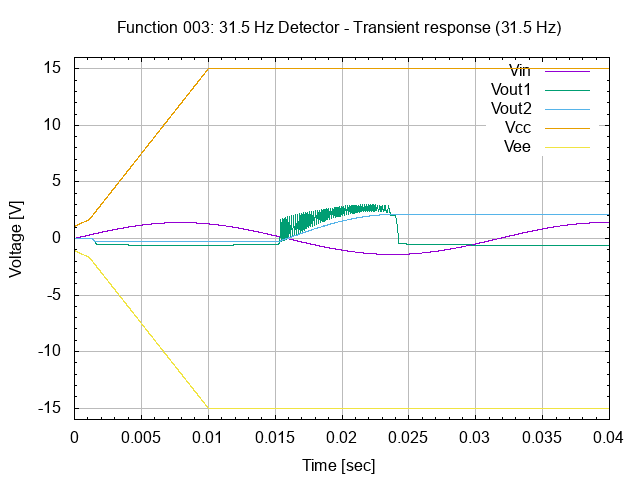 Function 003: 31.5 Hz Detector - Transient response (31.5 Hz)
Vin
Vout1
Vout2
Vcc
Vee
Voltage [V]
15
10
5
0
-5
-10
-15
0 0.005 0.01 0.015 0.02 0.025 0.03 0.035 0.04
Time [sec]